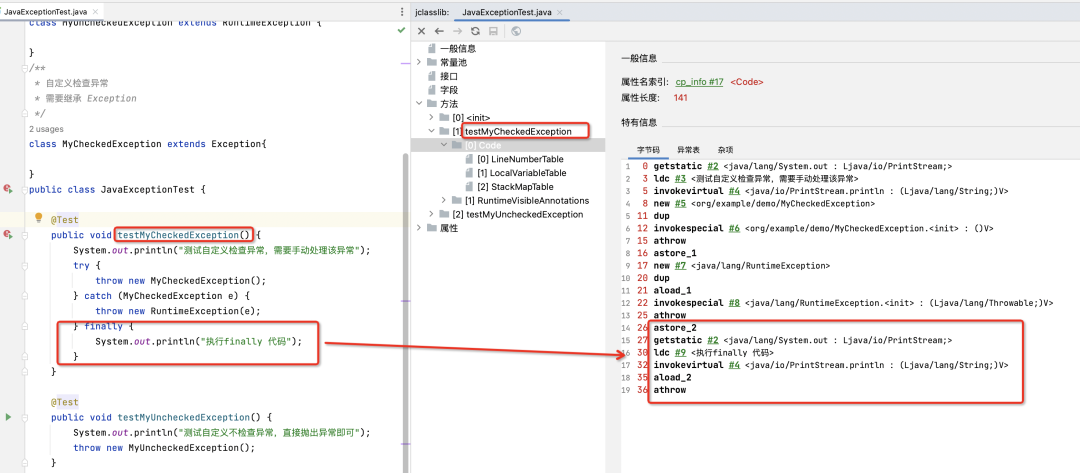 JavaExceptionTest.java
class MyUncheckedException extends RuntimeException {
}
/**
* 自定义检查异常
* 需要继承 Exception
*/
2 usages
class MyCheckedException extends Exception{
}
public class JavaExceptionTest {
@Test
public void testMyCheckedException() {
System.out.println("测试自定义检查异常，需要手动处理该异常");
try {
throw new MyCheckedException();
} catch (MyCheckedException e) {
throw new RuntimeException(e);
} finally {
System.out.println("执行finally 代码");
}
}
@Test
public void testMyUncheckedException() {
System.out.println("测试自定义不检查异常，直接抛出异常即可");
throw new MyUncheckedException();
}
jclasslib: JavaExceptionTest.java
一般信息
常量池
接口
字段
方法
[0] <init>
[1] testMyCheckedException
[0] Code
[0] LineNumberTable
[1] LocalVariableTable
[2] StackMapTable
[1] RuntimeVisibleAnnotations
[2] testMyUncheckedException
属性
一般信息
属性名索引: cp_info #17 <Code>
属性长度: 141
特有信息
字节码 异常表 杂项
1 0 getstatic #2 <java/lang/System.out : Ljava/io/PrintStream;>
2 3 ldc #3 <测试自定义检查异常，需要手动处理该异常>
3 5 invokevirtual #4 <java/io/PrintStream.println : (Ljava/lang/String;)V>
4 8 new #5 <org/example/demo/MyCheckedException>
5 11 dup
6 12 invokespecial #6 <org/example/demo/MyCheckedException.<init> : ()V>
7 15 athrow
8 16 astore_1
9 17 new #7 <java/lang/RuntimeException>
10 20 dup
11 21 aload_1
12 22 invokespecial #8 <java/lang/RuntimeException.<init> : (Ljava/lang/Throwable;)V>
13 25 athrow
14 26 astore_2
15 27 getstatic #2 <java/lang/System.out : Ljava/io/PrintStream;>
16 30 ldc #9 <执行finally 代码>
17 32 invokevirtual #4 <java/io/PrintStream.println : (Ljava/lang/String;)V>
18 35 aload_2
19 36 athrow